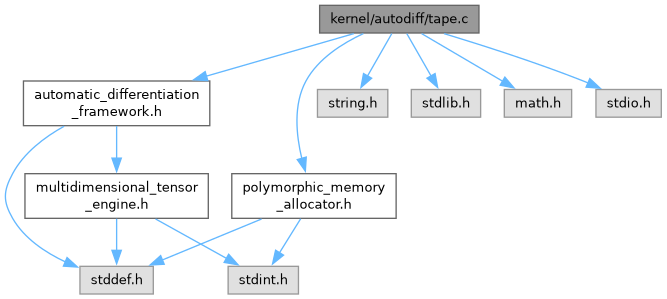 kernel/autodiff/tape.c
automatic_differentiation
_framework.h
string.h
stdlib.h
math.h
stdio.h
multidimensional_tensor
_engine.h
polymorphic_memory
_allocator.h
stddef.h
stdint.h